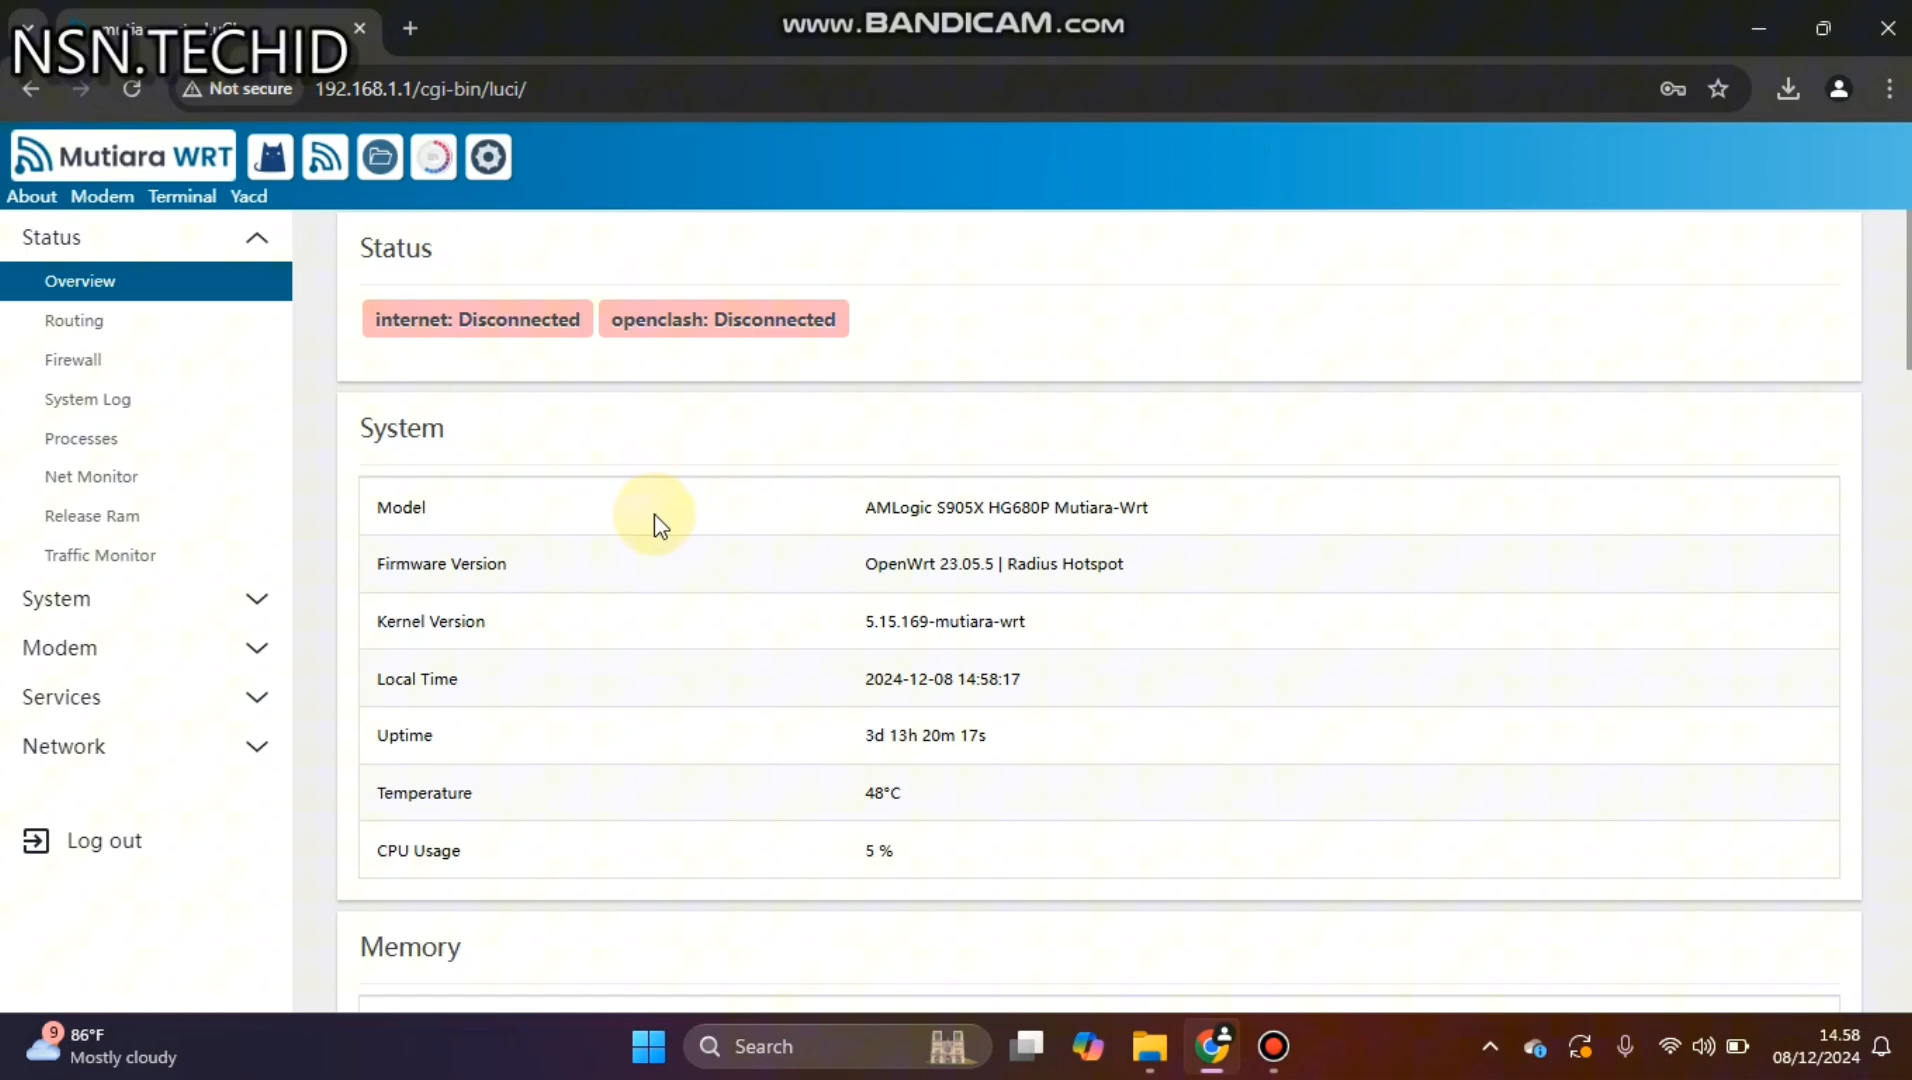 www.BANDICAM.com
NSN.TECHID
Not secure
192.168.1.1/cgi-bin/luci/
Mutiara WRT
About Modem Terminal Yacd
Status
Overview
Routing
Firewall
System Log
Processes
Net Monitor
Release Ram
Traffic Monitor
System
Modem
Services
Network
Log out
Status
internet: Disconnected
openclash: Disconnected
System
Model AMLogic S905X HG680P Mutiara-Wrt
Firmware Version OpenWrt 23.05.5 | Radius Hotspot
Kernel Version 5.15.169-mutiara-wrt
Local Time 2024-12-08 14:58:17
Uptime 3d 13h 20m 17s
Temperature 48°C
CPU Usage 5 %
Memory
9
86°F
Mostly cloudy
Search
14.58
08/12/2024